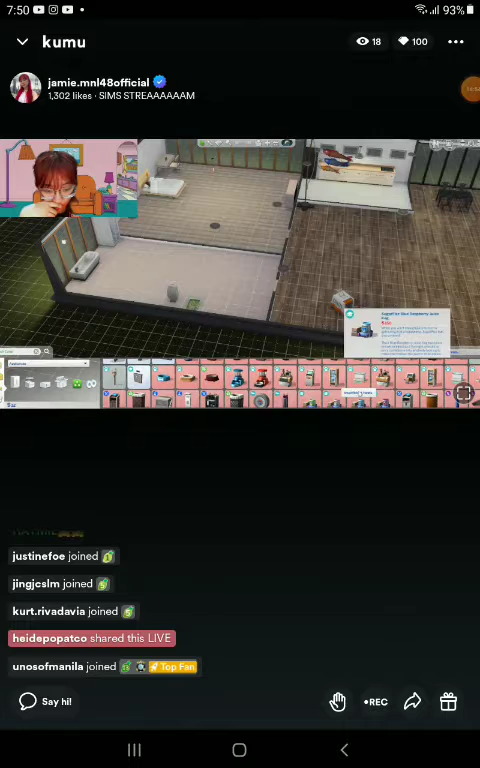 7:50
93%
kumu
18
100
jamie.mnl48official
1,302 likes · SIMS STREAAAAAAM
justinefoe joined
jingjcslm joined
kurt.rivadavia joined
heidepopatco shared this LIVE
unosofmanila joined Top Fan
Say hi!
•REC